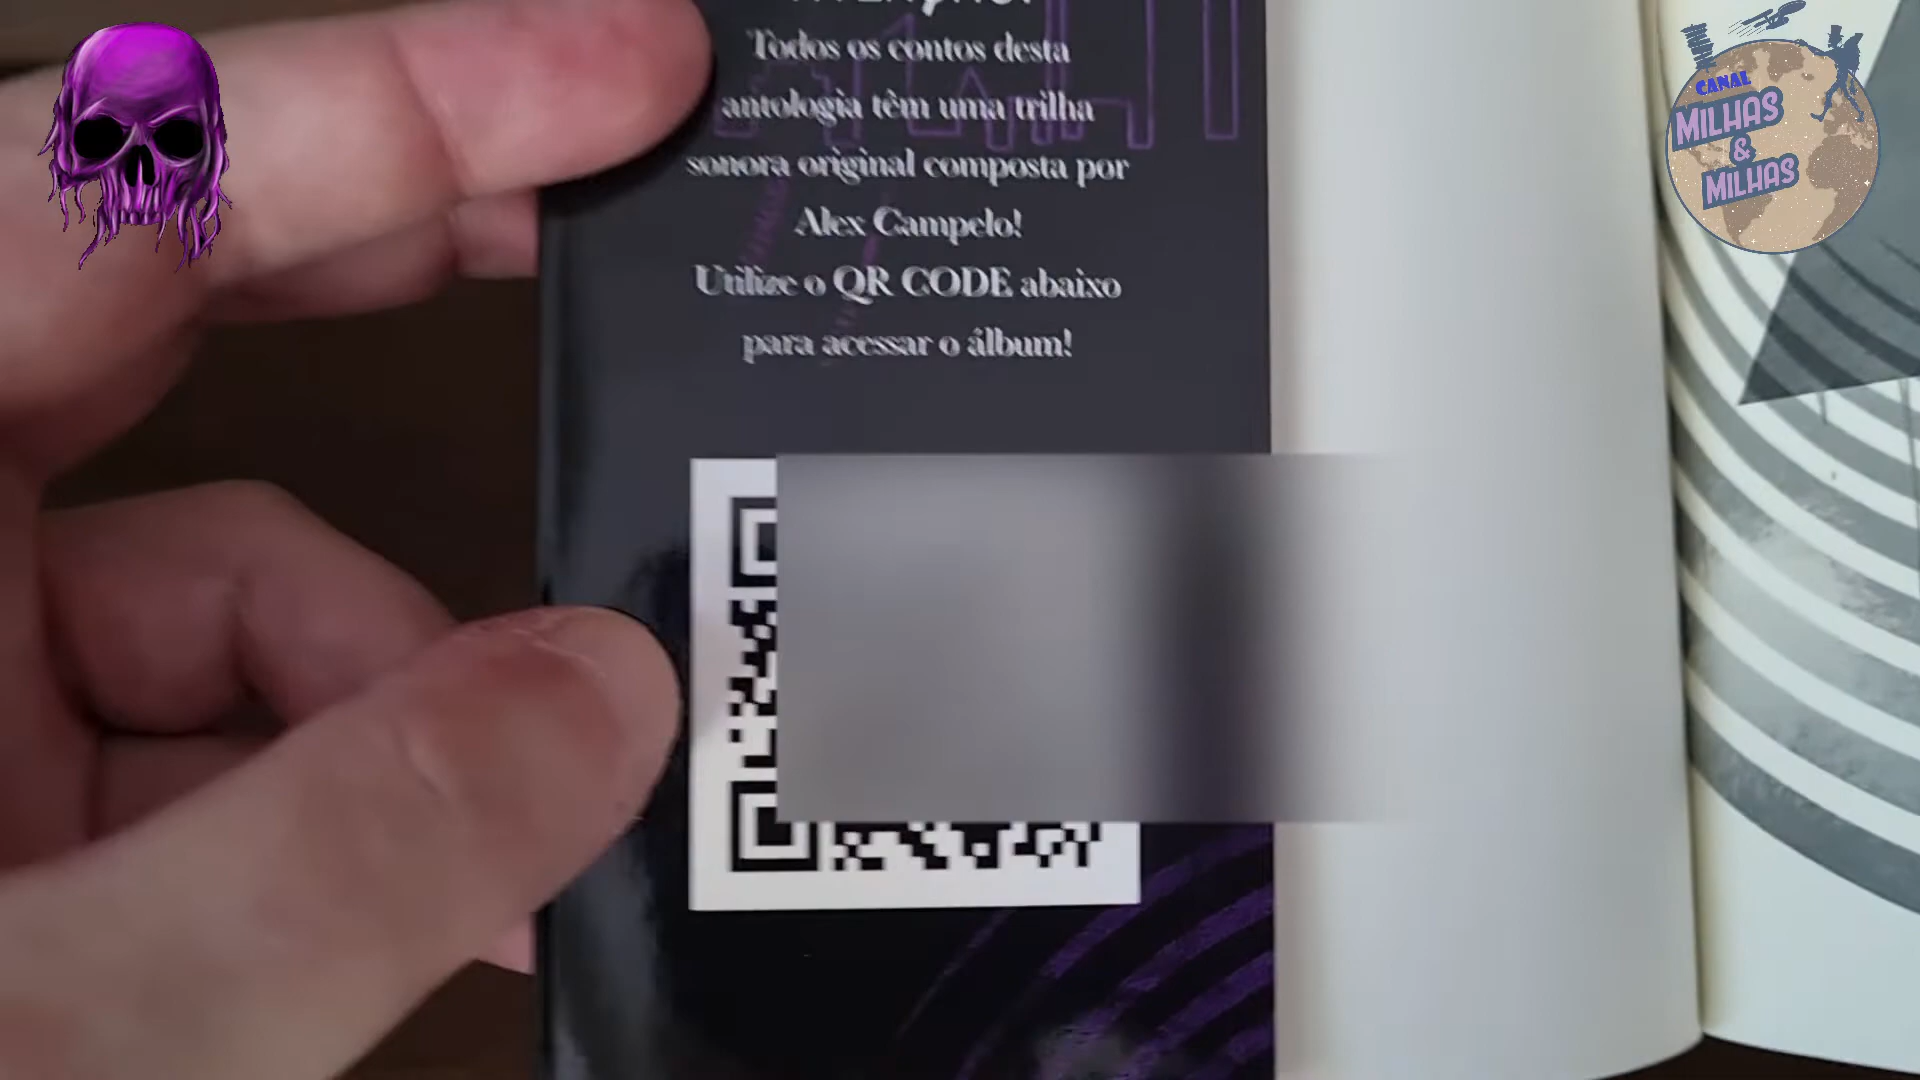 Todos os contos desta
antologia têm uma trilha
sonora original composta por
Alex Campelo!
Utilize o QR CODE abaixo
para acessar o álbum!
CANAL
MILHAS
&
MILHAS